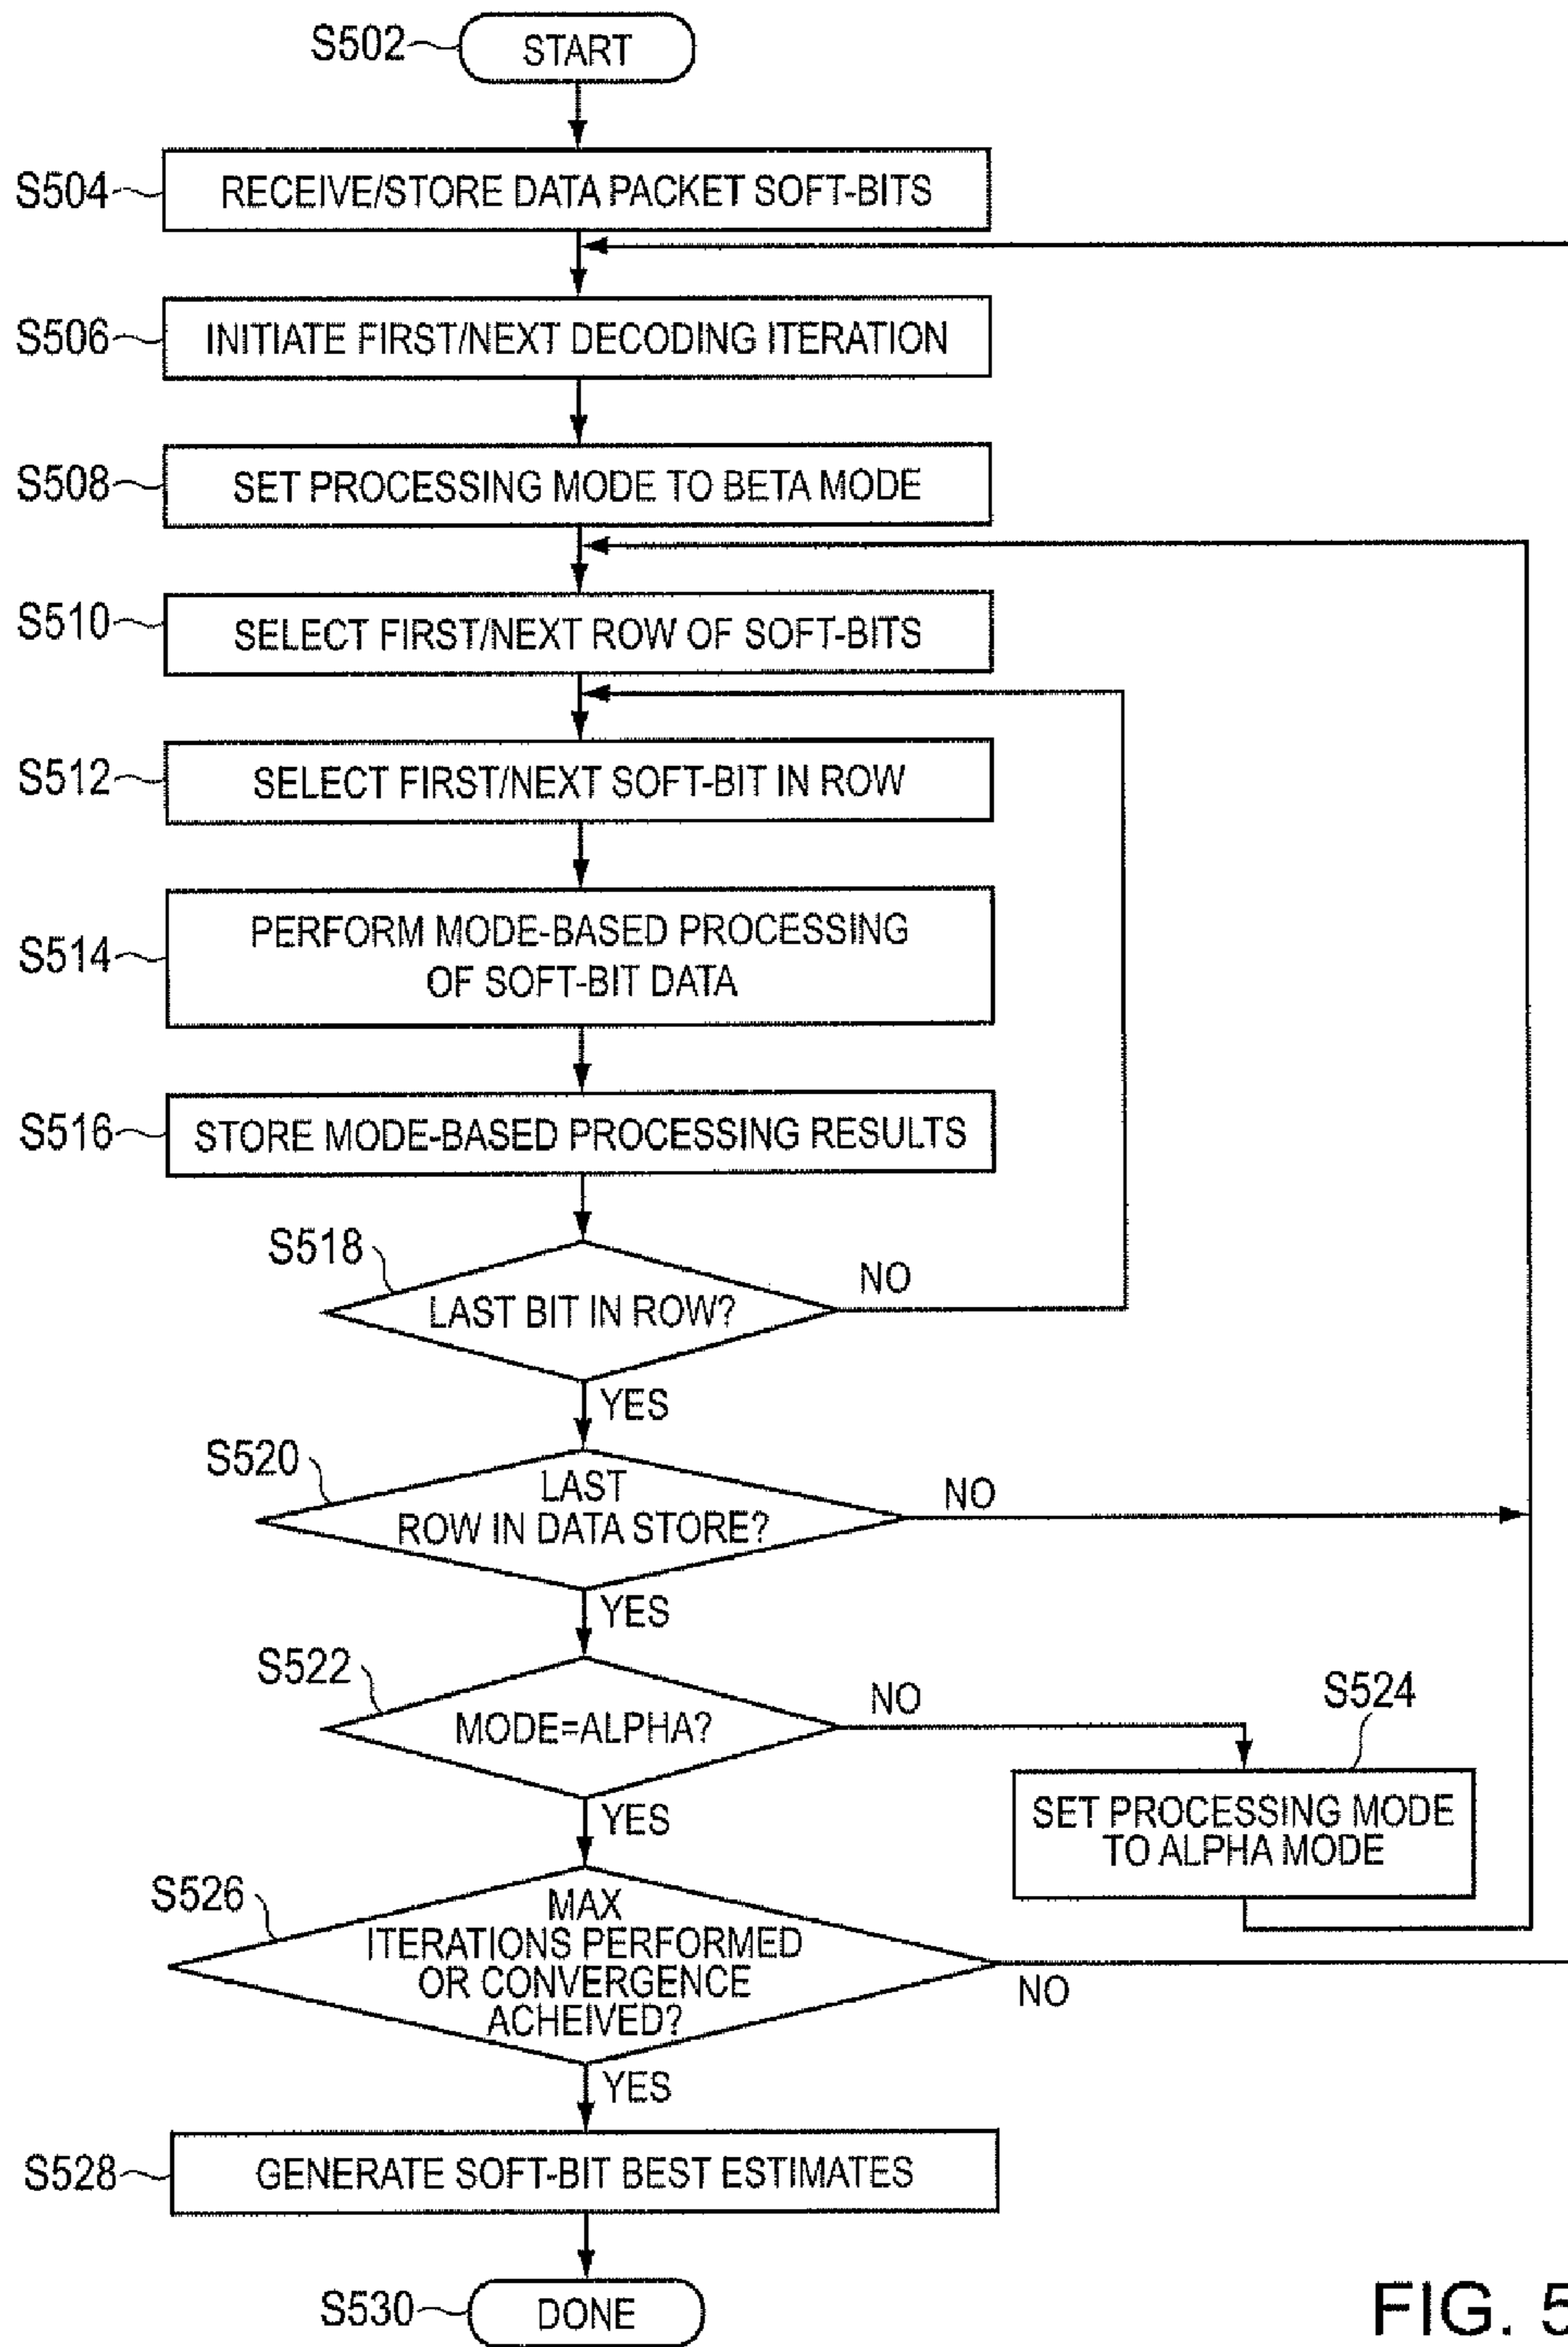 S502
START
S504
RECEIVE/STORE DATA PACKET SOFT-BITS
S506
INITIATE FIRST/NEXT DECODING ITERATION
S508
SET PROCESSING MODE TO BETA MODE
S510
SELECT FIRST/NEXT ROW OF SOFT-BITS
S512
SELECT FIRST/NEXT SOFT-BIT IN ROW
S514
PERFORM MODE-BASED PROCESSING
OF SOFT-BIT DATA
S516
STORE MODE-BASED PROCESSING RESULTS
S518
LAST BIT IN ROW?
NO
YES
S520
LAST
ROW IN DATA STORE?
NO
YES
S522
MODE=ALPHA?
NO
YES
S524
SET PROCESSING MODE
TO ALPHA MODE
S526
MAX
ITERATIONS PERFORMED
OR CONVERGENCE
ACHEIVED?
NO
YES
S528
GENERATE SOFT-BIT BEST ESTIMATES
S530
DONE
FIG. 5